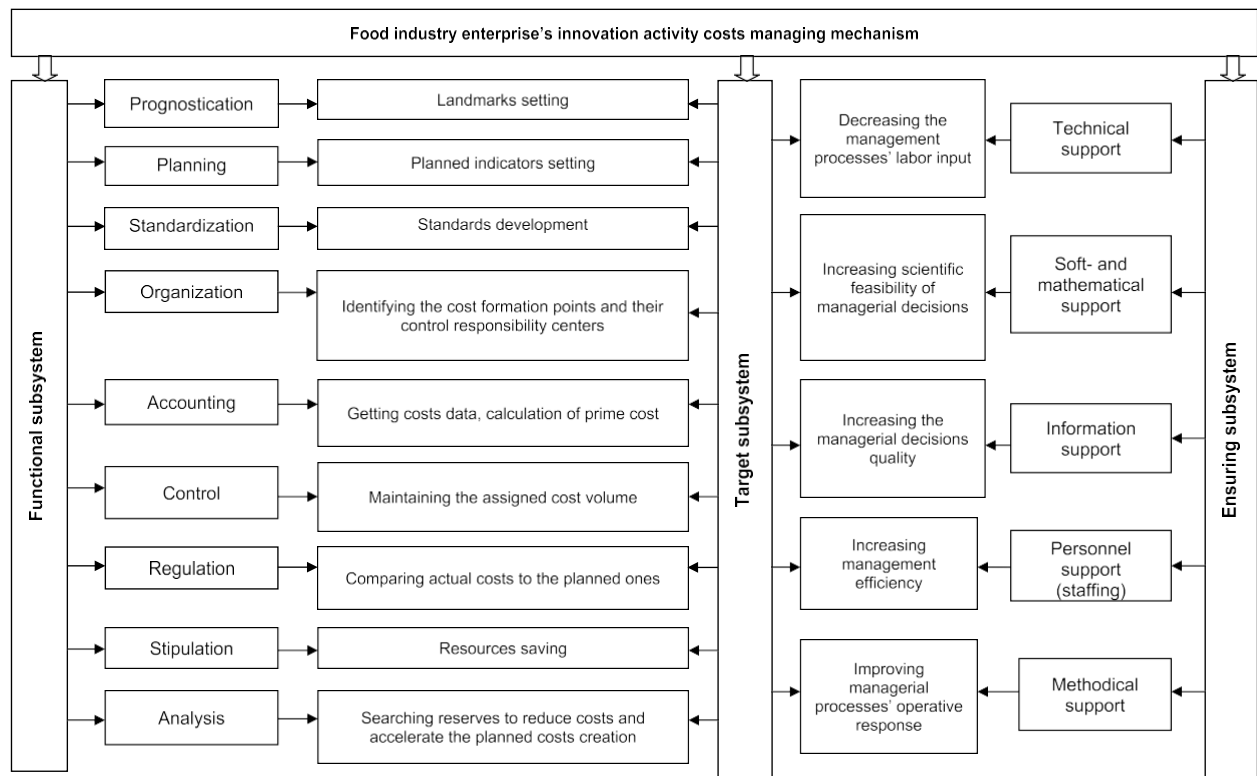 Food industry enterprise's innovation activity costs managing mechanism
Functional subsystem
Prognostication
Landmarks setting
Planning
Planned indicators setting
Standardization
Standards development
Organization
Identifying the cost formation points and their
control responsibility centers
Accounting
Getting costs data, calculation of prime cost
Control
Maintaining the assigned cost volume
Regulation
Comparing actual costs to the planned ones
Stipulation
Resources saving
Analysis
Searching reserves to reduce costs and
accelerate the planned costs creation
Target subsystem
Decreasing the
management
processes' labor input
Technical
support
Increasing scientific
feasibility of
managerial decisions
Soft- and
mathematical
support
Increasing the
managerial decisions
quality
Information
support
Increasing
management
efficiency
Personnel
support
(staffing)
Improving
managerial
processes' operative
response
Methodical
support
Ensuring subsystem